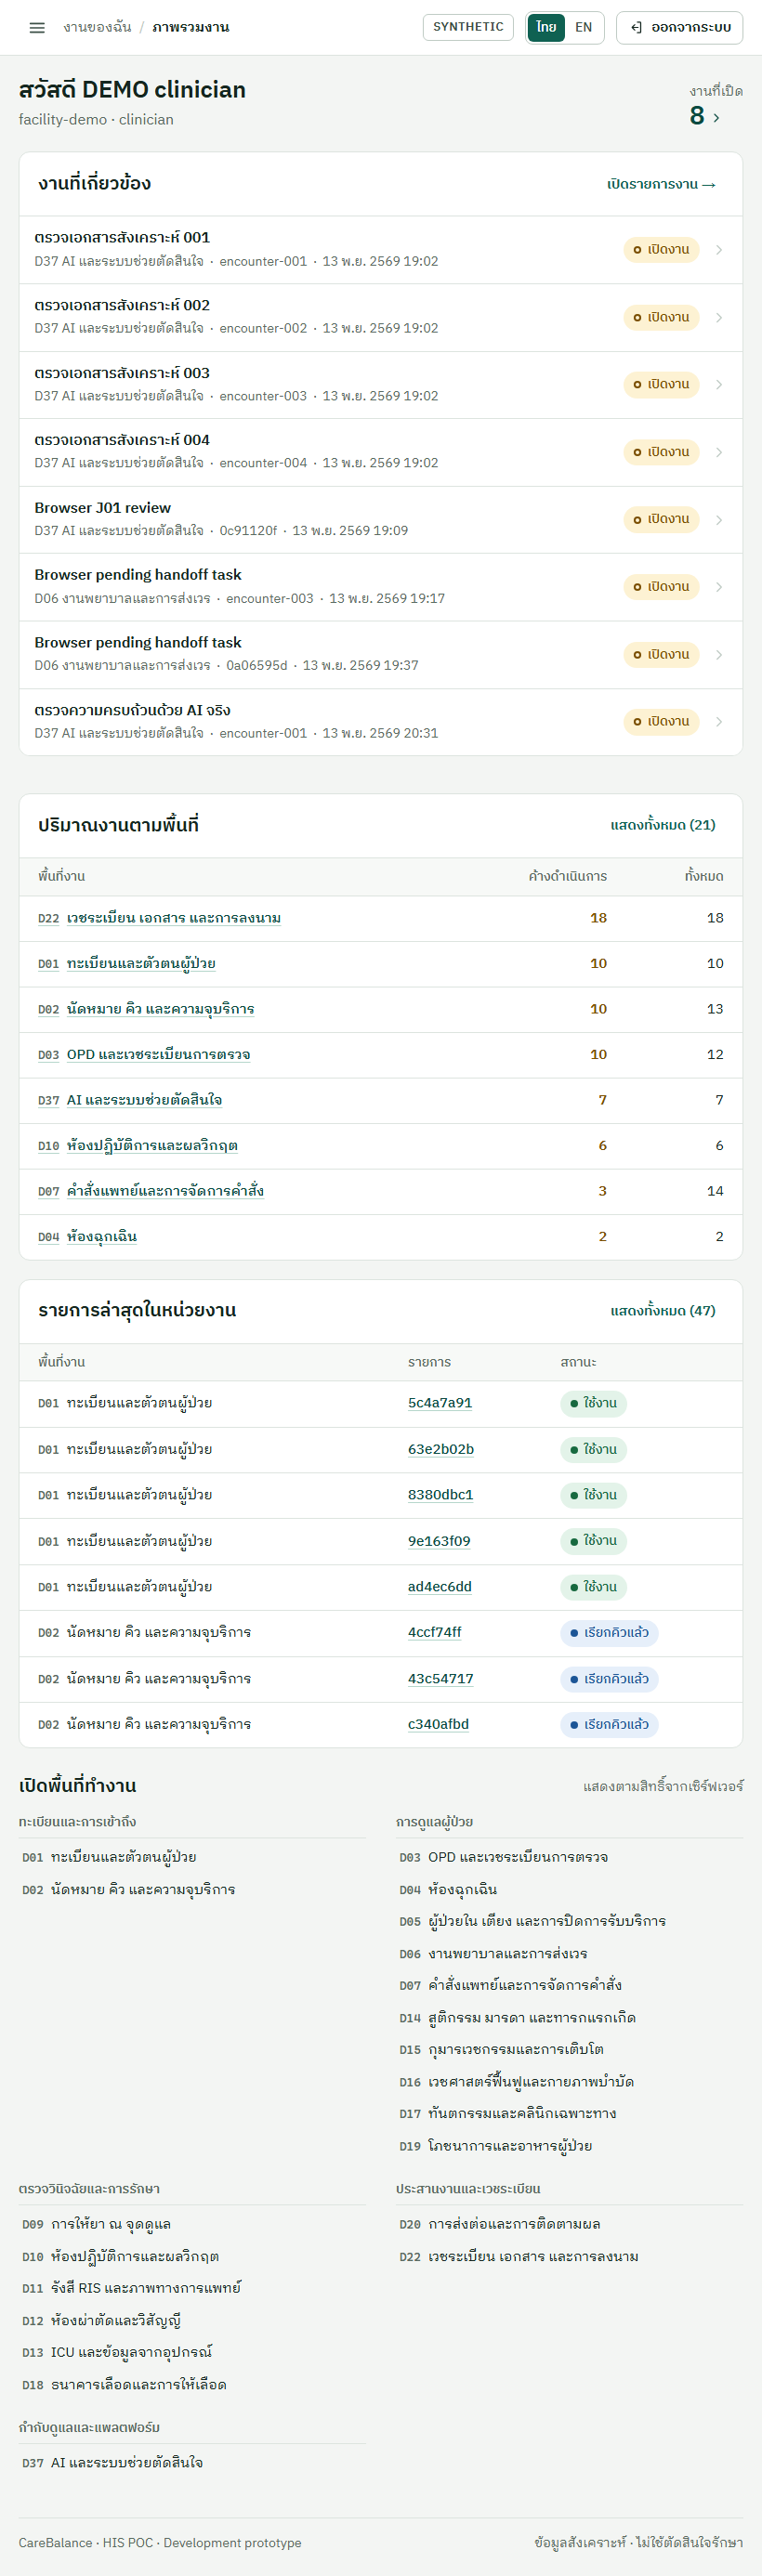 งานของฉัน / ภาพรวมงาน SYNTHETIC ไทย EN ออกจากระบบ
สวัสดี DEMO clinician
facility-demo · clinician
งานที่เปิด
8 ›
งานที่เกี่ยวข้อง เปิดรายการงาน →
ตรวจเอกสารสังเคราะห์ 001
D37 AI และระบบช่วยตัดสินใจ · encounter-001 · 13 พ.ย. 2569 19:02
เปิดงาน
ตรวจเอกสารสังเคราะห์ 002
D37 AI และระบบช่วยตัดสินใจ · encounter-002 · 13 พ.ย. 2569 19:02
เปิดงาน
ตรวจเอกสารสังเคราะห์ 003
D37 AI และระบบช่วยตัดสินใจ · encounter-003 · 13 พ.ย. 2569 19:02
เปิดงาน
ตรวจเอกสารสังเคราะห์ 004
D37 AI และระบบช่วยตัดสินใจ · encounter-004 · 13 พ.ย. 2569 19:02
เปิดงาน
Browser J01 review
D37 AI และระบบช่วยตัดสินใจ · 0c91120f · 13 พ.ย. 2569 19:09
เปิดงาน
Browser pending handoff task
D06 งานพยาบาลและการส่งเวร · encounter-003 · 13 พ.ย. 2569 19:17
เปิดงาน
Browser pending handoff task
D06 งานพยาบาลและการส่งเวร · 0a06595d · 13 พ.ย. 2569 19:37
เปิดงาน
ตรวจความครบถ้วนด้วย AI จริง
D37 AI และระบบช่วยตัดสินใจ · encounter-001 · 13 พ.ย. 2569 20:31
เปิดงาน
ปริมาณงานตามพื้นที่ แสดงทั้งหมด (21)
พื้นที่งาน ค้างดำเนินการ ทั้งหมด
D22 เวชระเบียน เอกสาร และการลงนาม 18 18
D01 ทะเบียนและตัวตนผู้ป่วย 10 10
D02 นัดหมาย คิว และความจุบริการ 10 13
D03 OPD และเวชระเบียนการตรวจ 10 12
D37 AI และระบบช่วยตัดสินใจ 7 7
D10 ห้องปฏิบัติการและผลวิกฤต 6 6
D07 คำสั่งแพทย์และการจัดการคำสั่ง 3 14
D04 ห้องฉุกเฉิน 2 2
รายการล่าสุดในหน่วยงาน แสดงทั้งหมด (47)
พื้นที่งาน รายการ สถานะ
D01 ทะเบียนและตัวตนผู้ป่วย 5c4a7a91 ใช้งาน
D01 ทะเบียนและตัวตนผู้ป่วย 63e2b02b ใช้งาน
D01 ทะเบียนและตัวตนผู้ป่วย 8380dbc1 ใช้งาน
D01 ทะเบียนและตัวตนผู้ป่วย 9e163f09 ใช้งาน
D01 ทะเบียนและตัวตนผู้ป่วย ad4ec6dd ใช้งาน
D02 นัดหมาย คิว และความจุบริการ 4ccf74ff เรียกคิวแล้ว
D02 นัดหมาย คิว และความจุบริการ 43c54717 เรียกคิวแล้ว
D02 นัดหมาย คิว และความจุบริการ c340afbd เรียกคิวแล้ว
เปิดพื้นที่ทำงาน แสดงตามสิทธิ์จากเซิร์ฟเวอร์
ทะเบียนและการเข้าถึง
D01 ทะเบียนและตัวตนผู้ป่วย
D02 นัดหมาย คิว และความจุบริการ
การดูแลผู้ป่วย
D03 OPD และเวชระเบียนการตรวจ
D04 ห้องฉุกเฉิน
D05 ผู้ป่วยใน เตียง และการปิดการรับบริการ
D06 งานพยาบาลและการส่งเวร
D07 คำสั่งแพทย์และการจัดการคำสั่ง
D14 สูติกรรม มารดา และทารกแรกเกิด
D15 กุมารเวชกรรมและการเติบโต
D16 เวชศาสตร์ฟื้นฟูและกายภาพบำบัด
D17 ทันตกรรมและคลินิกเฉพาะทาง
D19 โภชนาการและอาหารผู้ป่วย
ตรวจวินิจฉัยและการรักษา
D09 การให้ยา ณ จุดดูแล
D10 ห้องปฏิบัติการและผลวิกฤต
D11 รังสี RIS และภาพทางการแพทย์
D12 ห้องผ่าตัดและวิสัญญี
D13 ICU และข้อมูลจากอุปกรณ์
D18 ธนาคารเลือดและการให้เลือด
ประสานงานและเวชระเบียน
D20 การส่งต่อและการติดตามผล
D22 เวชระเบียน เอกสาร และการลงนาม
กำกับดูแลและแพลตฟอร์ม
D37 AI และระบบช่วยตัดสินใจ
CareBalance · HIS POC · Development prototype ข้อมูลสังเคราะห์ · ไม่ใช้ตัดสินใจรักษา